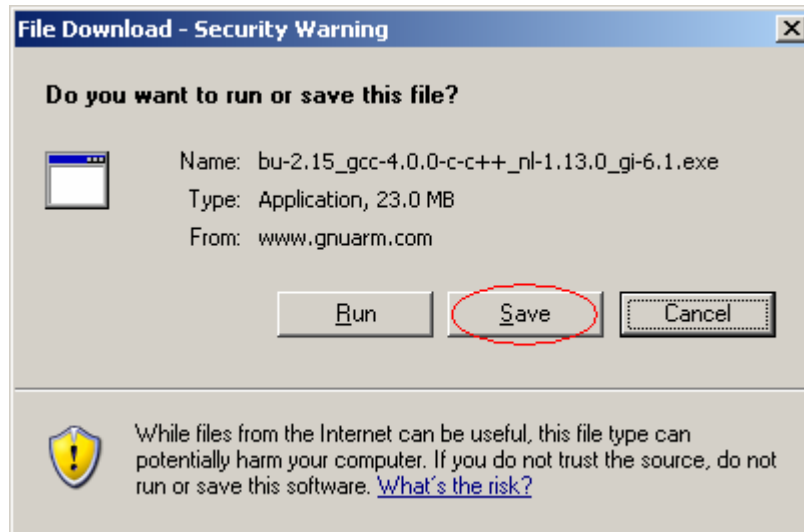 File Download - Security Warning
Do you want to run or save this file?
Name: bu-2.15_gcc-4.0.0-c-c++_nl-1.13.0_gi-6.1.exe
Type: Application, 23.0 MB
From: www.gnuarm.com
Run Save Cancel
While files from the Internet can be useful, this file type can
potentially harm your computer. If you do not trust the source, do not
run or save this software. What's the risk?